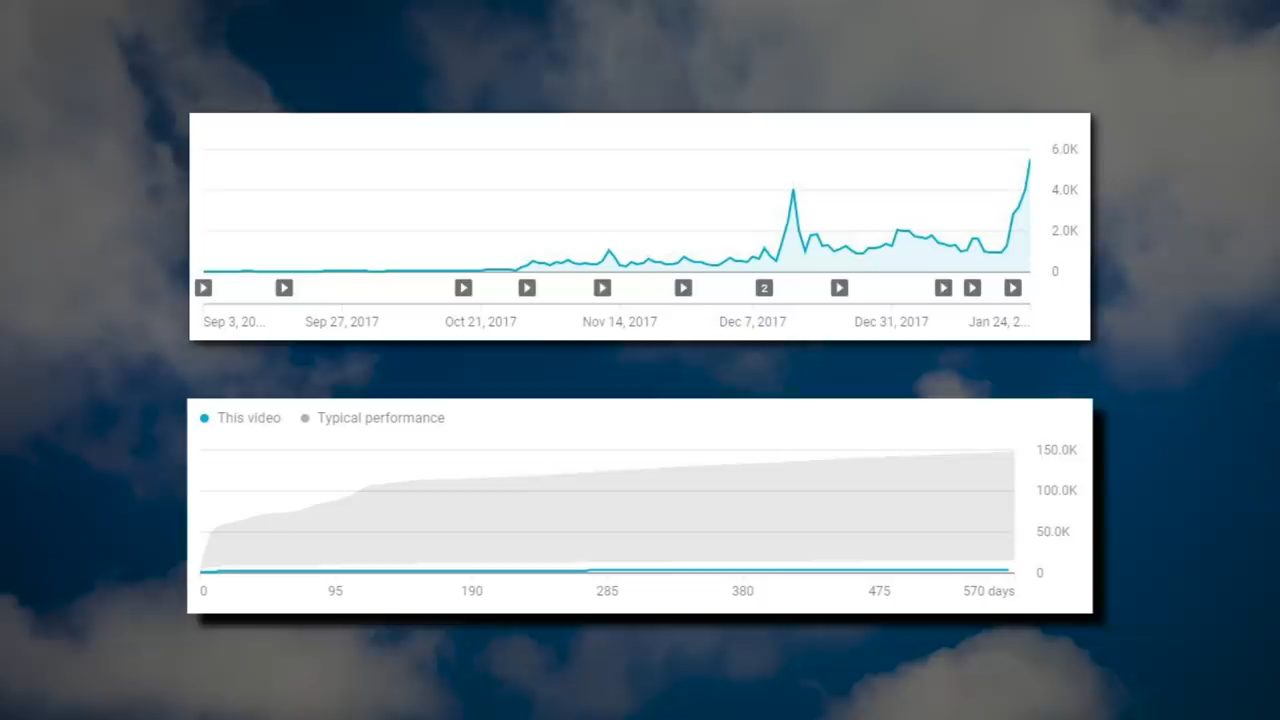 6.0K
4.0K
2.0K
0
2
Sep 3, 20... Sep 27, 2017 Oct 21, 2017 Nov 14, 2017 Dec 7, 2017 Dec 31, 2017 Jan 24, 2...
This video Typical performance
150.0K
100.0K
50.0K
0
0 95 190 285 380 475 570 days